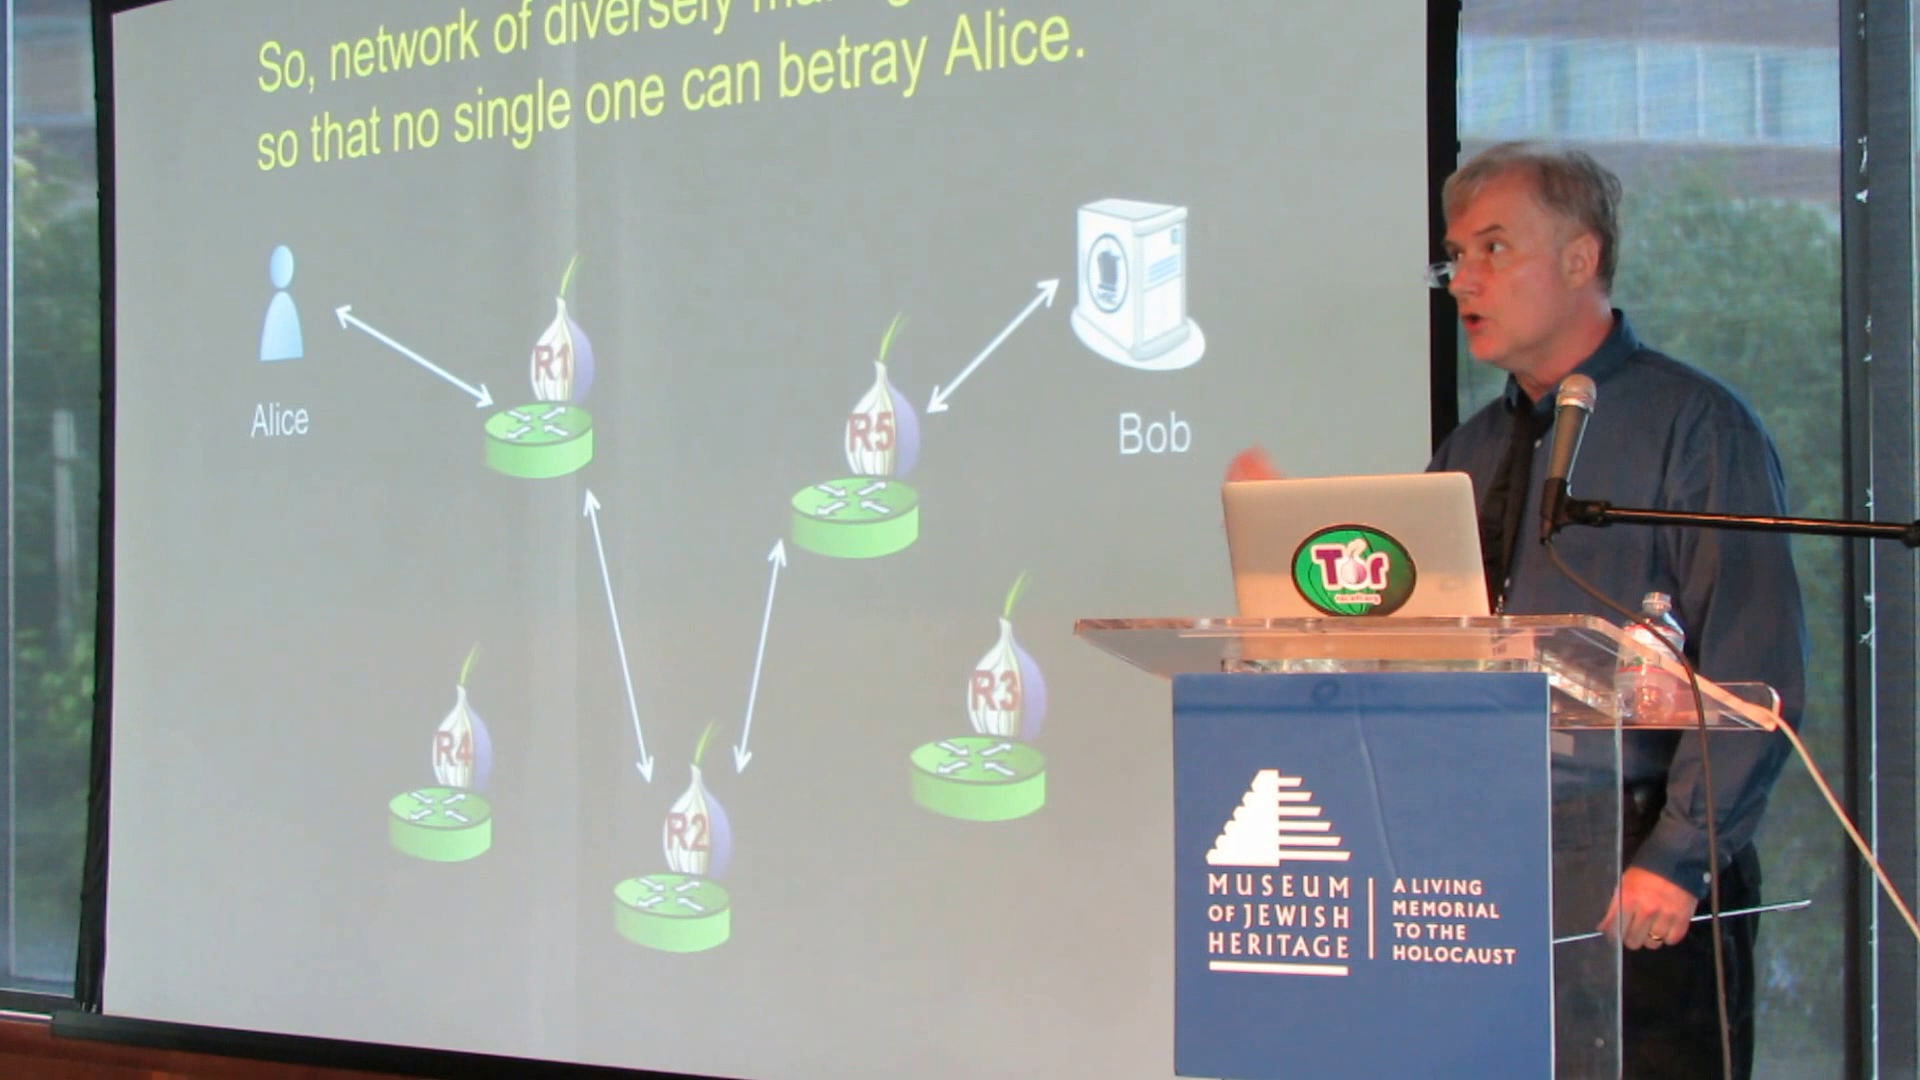 So, network of diversely
so that no single one can betray Alice.
Alice
R1
R5
Bob
R4
R2
R3
Tor
MUSEUM
OF JEWISH
HERITAGE
A LIVING
MEMORIAL
TO THE
HOLOCAUST